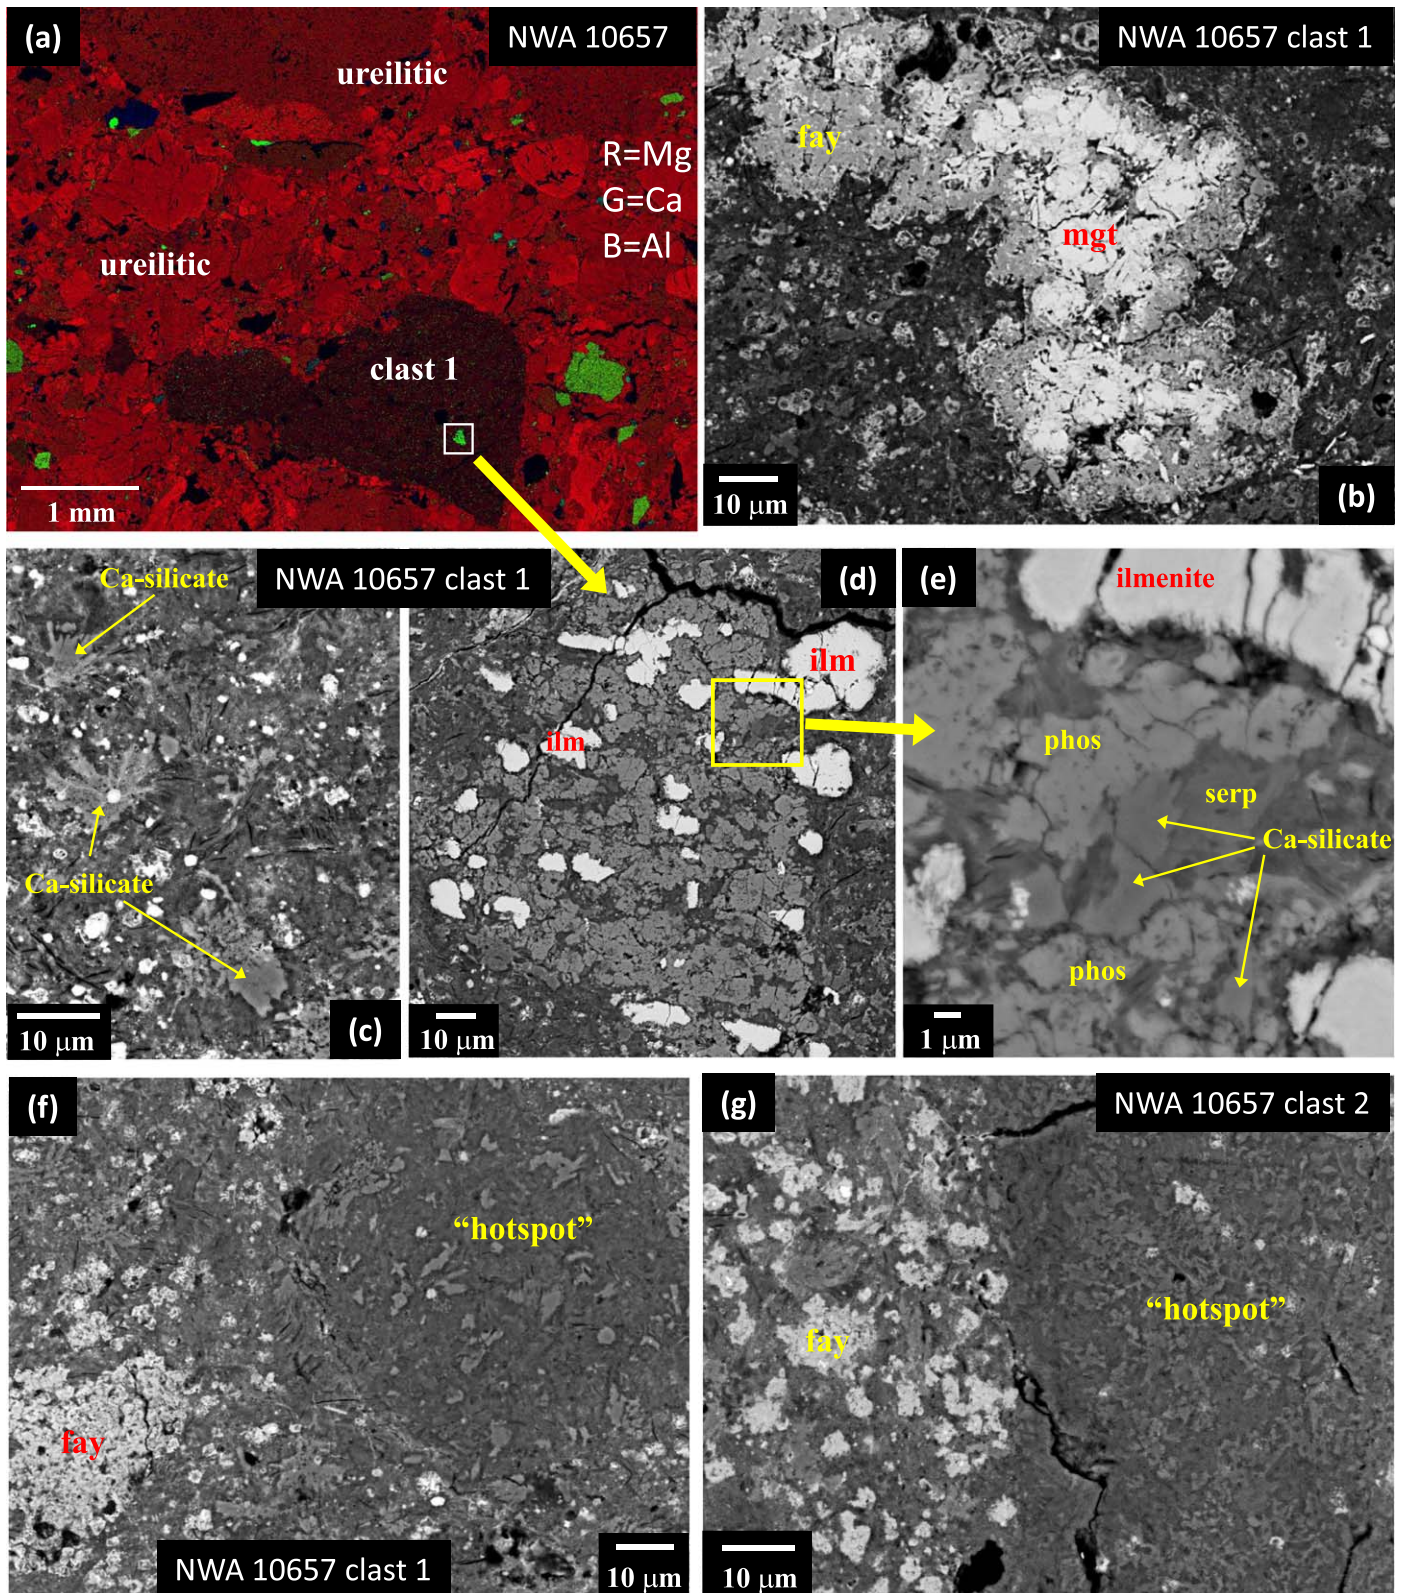 (a)
NWA 10657
ureilitic
R=Mg
G=Ca
B=Al
ureilitic
clast 1
1 mm
NWA 10657 clast 1
fay
mgt
10 μm
(b)
Ca-silicate
NWA 10657 clast 1
Ca-silicate
10 μm
(c)
(d)
ilm
ilm
10 μm
(e)
ilmenite
phos
serp
Ca-silicate
phos
1 μm
(f)
“hotspot”
fay
NWA 10657 clast 1
10 μm
(g)
NWA 10657 clast 2
“hotspot”
fay
10 μm